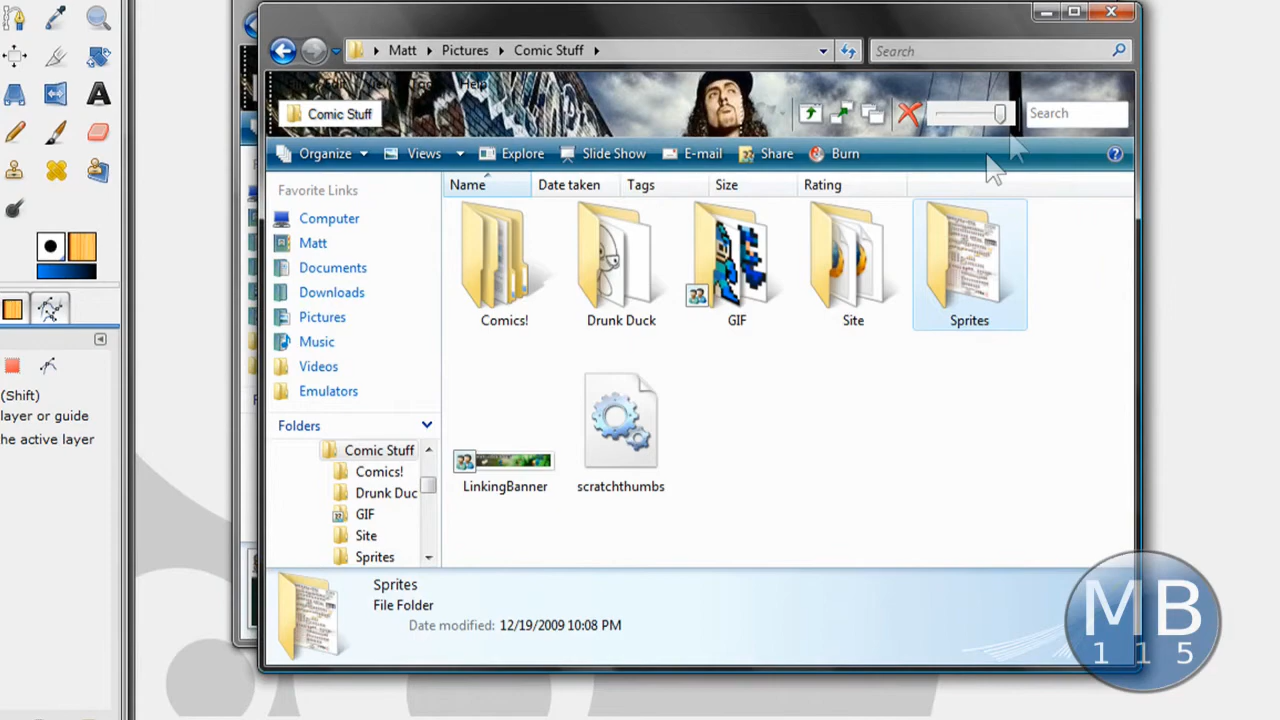 Matt Pictures Comic Stuff
Search
Help
Comic Stuff
Search
Organize Views Explore Slide Show E-mail Share Burn
Favorite Links
Name Date taken Tags Size Rating
Computer
Matt
Documents
Downloads
Pictures
Music
Videos
Emulators
Comics! Drunk Duck GIF Site Sprites
LinkingBanner scratchthumbs
Folders
Comic Stuff
Comics!
Drunk Duc
GIF
Site
Sprites
Sprites
File Folder
Date modified: 12/19/2009 10:08 PM
(Shift)
layer or guide
he active layer
MB
115